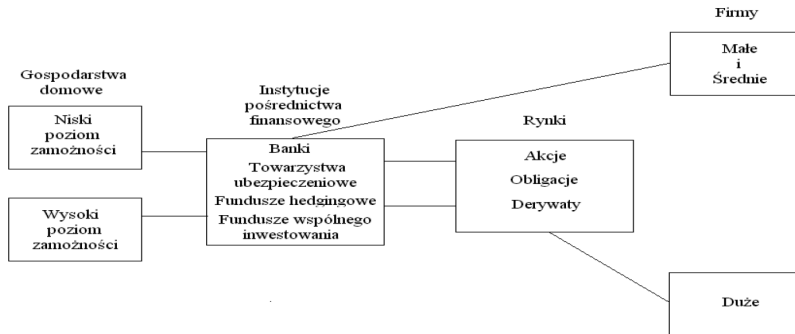 Firmy
Małe
i
Średnie
Gospodarstwa
domowe
Niski
poziom
zamożności
Wysoki
poziom
zamożności
Instytucje
pośrednictwa
finansowego
Banki
Towarzystwa
ubezpieczeniowe
Fundusze hedgingowe
Fundusze wspólnego
inwestowania
Rynki
Akcje
Obligacje
Derywaty
Duże